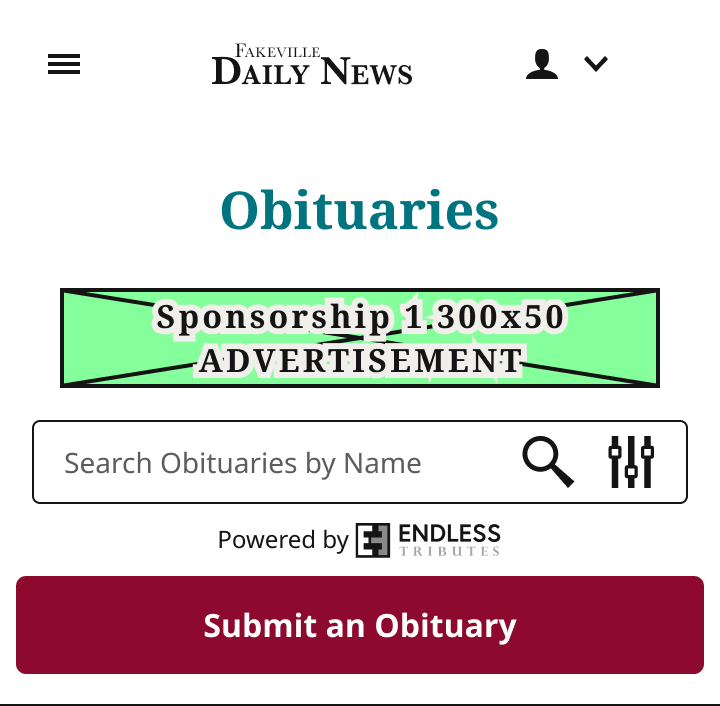 FAKEVILLE
DAILY NEWS
Obituaries
Sponsorship 1 300x50
ADVERTISEMENT
Search Obituaries by Name
Powered by ENDLESS
TRIBUTES
Submit an Obituary